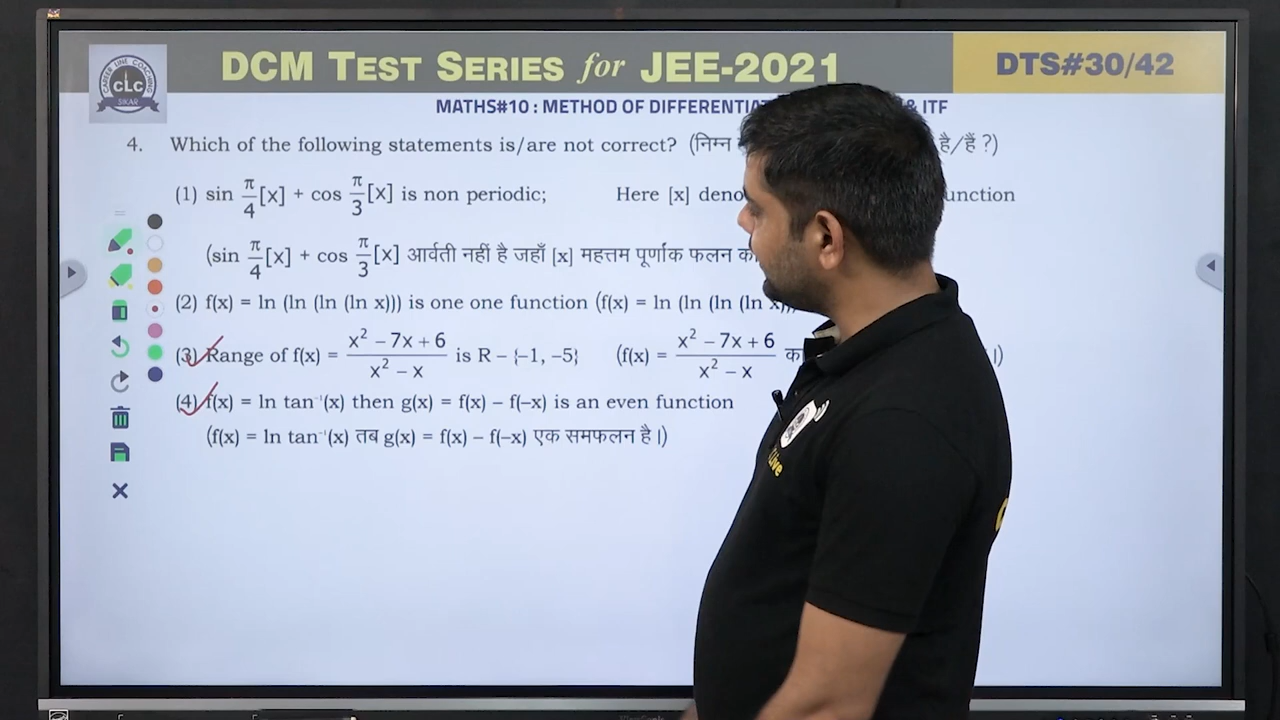 DCM TEST SERIES for JEE-2021
DTS#30/42
CAREER LINE COACHING
CLC
SIKAR
MATHS#10 : METHOD OF & ITF
4. Which of the following statements is/are not correct? (निम्न है/हैं ?)
(1) sin π/4 [x] + cos π/3 [x] is non periodic; Here [x]
(sin π/4 [x] + cos π/3 [x] आर्वती नहीं है जहाँ [x] महत्तम पूर्णांक फलन
(2) f(x) = ln (ln (ln (ln x))) is one one function (f(x) = ln (ln (ln (ln x))
(3) Range of f(x) = x² – 7x + 6 / x² – x is R – {–1, –5} (f(x) = x² – 7x + 6 / x² – x ।)
(4) f(x) = ln tan⁻¹(x) then g(x) = f(x) – f(–x) is an even function
(f(x) = ln tan⁻¹(x) तब g(x) = f(x) – f(–x) एक समफलन है।)
Live